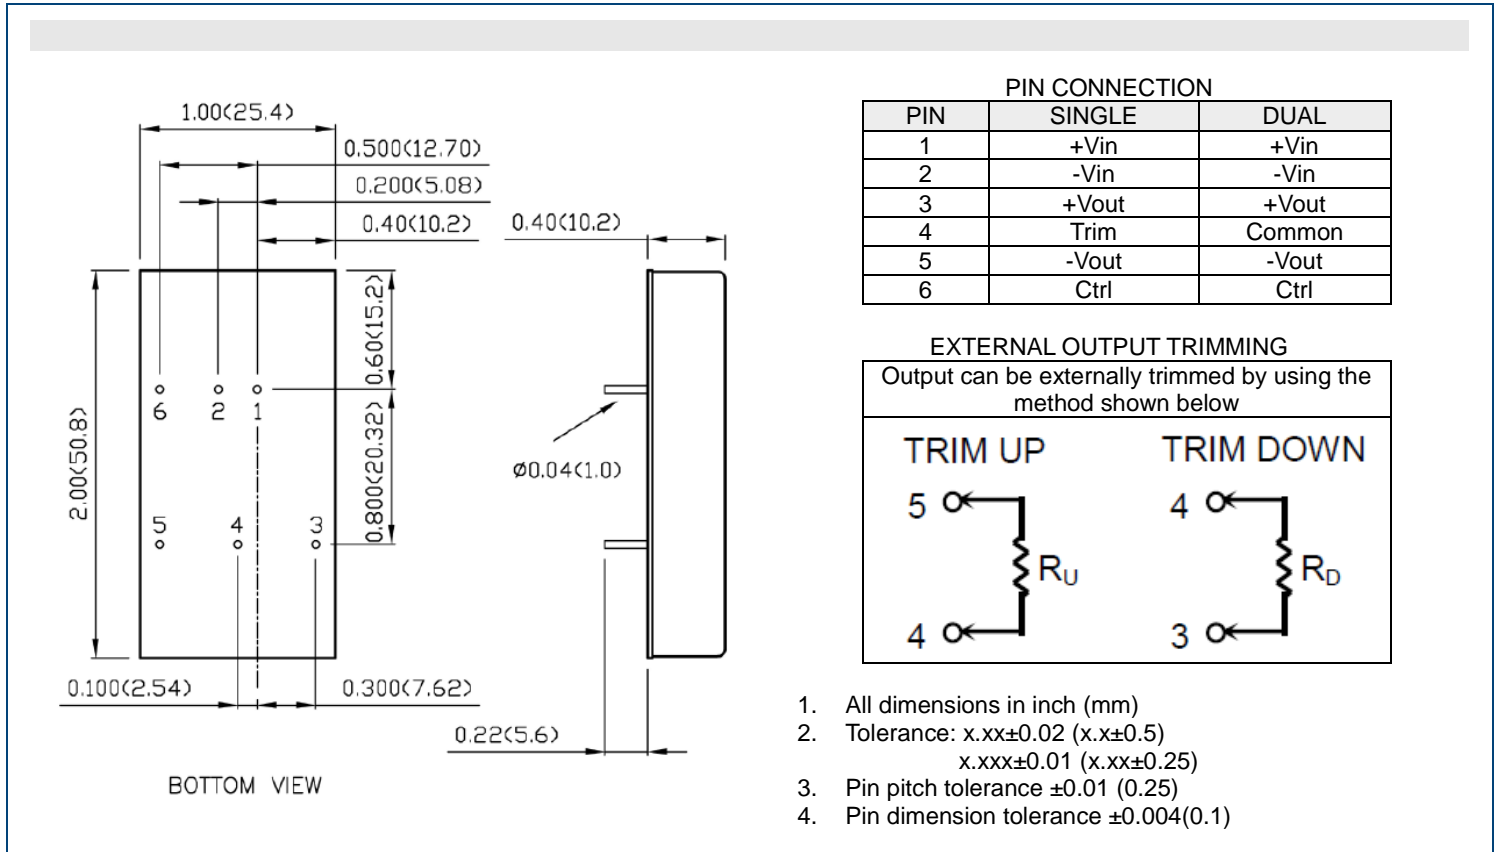 1.00(25.4)
0.500(12.70)
0.200(5.08)
0.40(10.2)
0.60(15.2)
0.800(20.32)
2.00(50.8)
6 2 1
5 4 3
0.100(2.54)
0.300(7.62)
BOTTOM VIEW
0.40(10.2)
ø0.04(1.0)
0.22(5.6)
PIN CONNECTION
PIN SINGLE DUAL
1 +Vin +Vin
2 -Vin -Vin
3 +Vout +Vout
4 Trim Common
5 -Vout -Vout
6 Ctrl Ctrl
EXTERNAL OUTPUT TRIMMING
Output can be externally trimmed by using the
method shown below
TRIM UP TRIM DOWN
5 4
RU RD
4 3
1. All dimensions in inch (mm)
2. Tolerance: x.xx±0.02 (x.x±0.5)
x.xxx±0.01 (x.xx±0.25)
3. Pin pitch tolerance ±0.01 (0.25)
4. Pin dimension tolerance ±0.004(0.1)